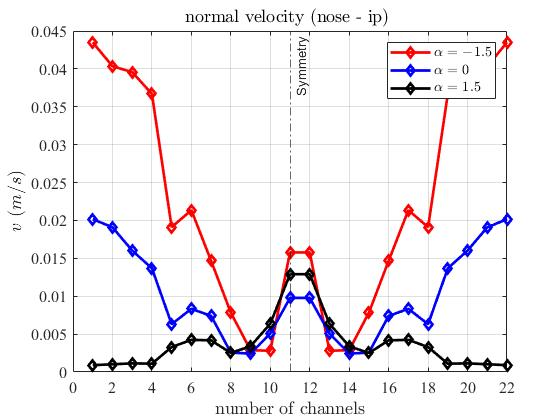 normal velocity (nose - ip)
0.045
0.04
0.035
0.03
0.025
0.02
0.015
0.01
0.005
0
v (m/s)
Symmetry
α = −1.5
α = 0
α = 1.5
0 2 4 6 8 10 12 14 16 18 20 22
number of channels